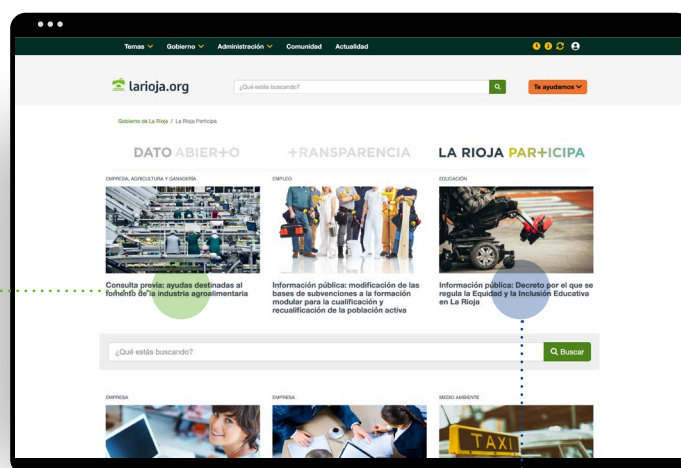 Temas Gobierno Administración Comunidad Actualidad
larioja.org ¿Qué estás buscando? Te ayudamos
Gobierno de La Rioja / La Rioja Participa
DATO ABIER+O +RANSPARENCIA LA RIOJA PAR+ICIPA
EMPRESA, AGRICULTURA Y GANADERÍA
Consulta previa: ayudas destinadas al
fomento de la industria agroalimentaria
EMPLEO
Información pública: modificación de las
bases de subvenciones a la formación
modular para la cualificación y
recualificación de la población activa
EDUCACIÓN
Información pública: Decreto por el que se
regula la Equidad y la Inclusión Educativa
en La Rioja
¿Qué estás buscando? Buscar
EMPRESA
EMPRESA
MEDIO AMBIENTE
TAXI